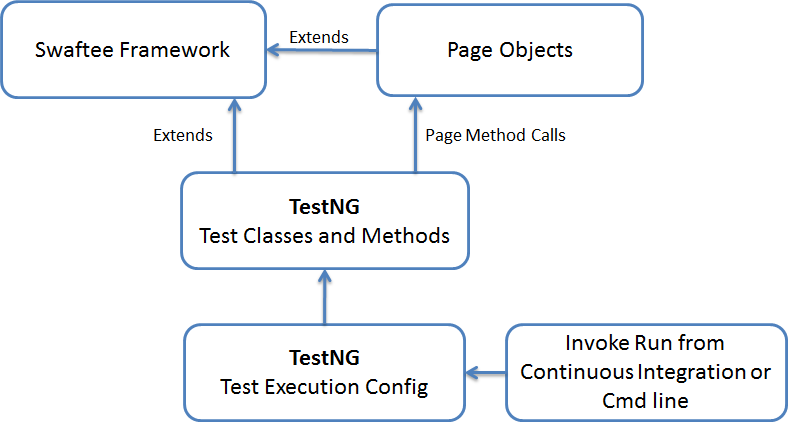 Swaftee Framework
Extends
Page Objects
Extends
Page Method Calls
TestNG
Test Classes and Methods
TestNG
Test Execution Config
Invoke Run from
Continuous Integration or
Cmd line